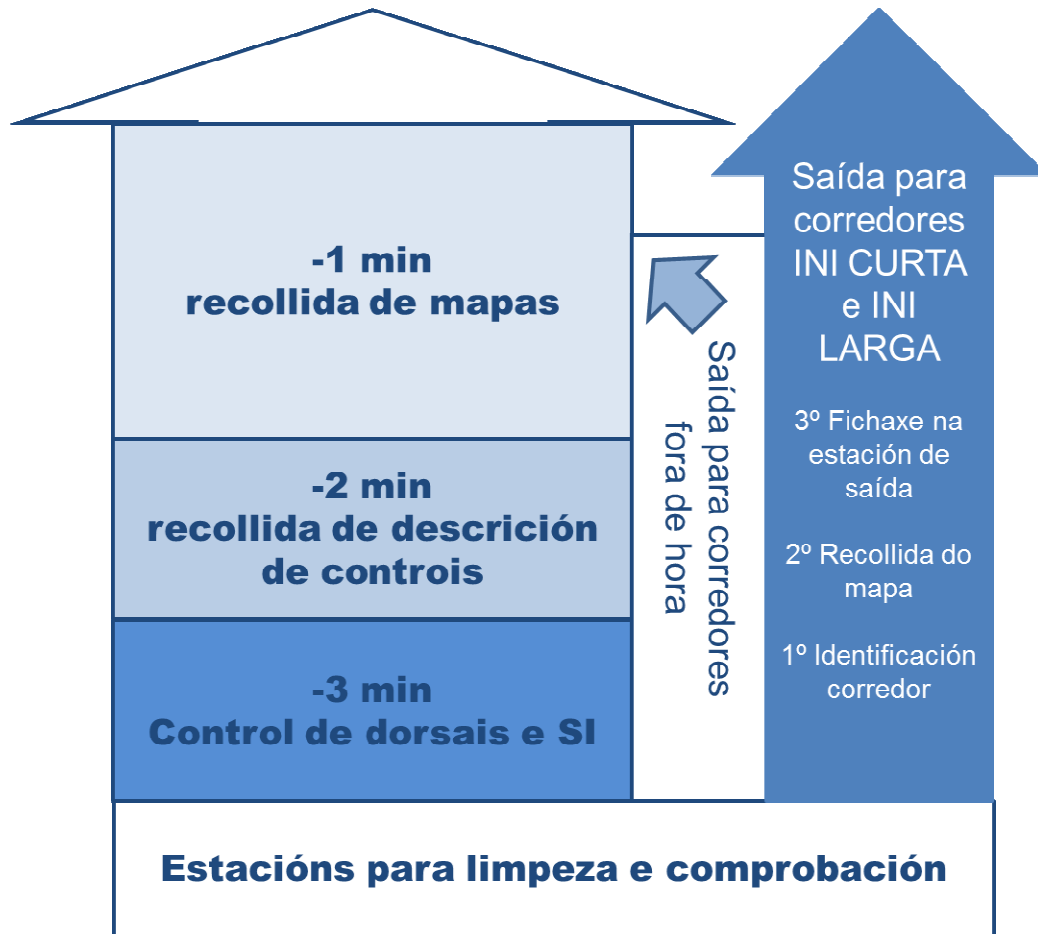 -1 min
recollida de mapas
-2 min
recollida de descrición
de controis
-3 min
Control de dorsais e SI
Saída para corredores
fora de hora
Saída para
corredores
INI CURTA
e INI
LARGA
3º Fichaxe na
estación de
saída
2º Recollida do
mapa
1º Identificación
corredor
Estacións para limpeza e comprobación